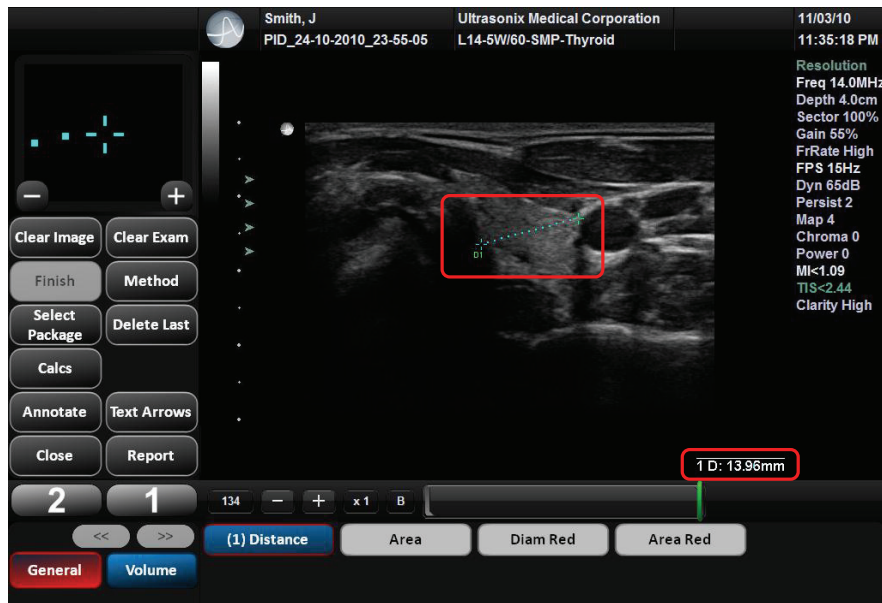 Smith, J
Ultrasonix Medical Corporation
11/03/10
PID_24-10-2010_23-55-05
L14-5W/60-SMP-Thyroid
11:35:18 PM
Resolution
Freq 14.0MHz
Depth 4.0cm
Sector 100%
Gain 55%
FrRate High
FPS 15Hz
Dyn 65dB
Persist 2
Map 4
Chroma 0
Power 0
MI<1.09
TIS<2.44
Clarity High
− +
Clear Image
Clear Exam
Finish
Method
Select
Package
Delete Last
Calcs
Annotate
Text Arrows
Close
Report
D1
1 D: 13.96mm
2 1
134 − + x 1 B
<< >>
(1) Distance
Area
Diam Red
Area Red
General
Volume